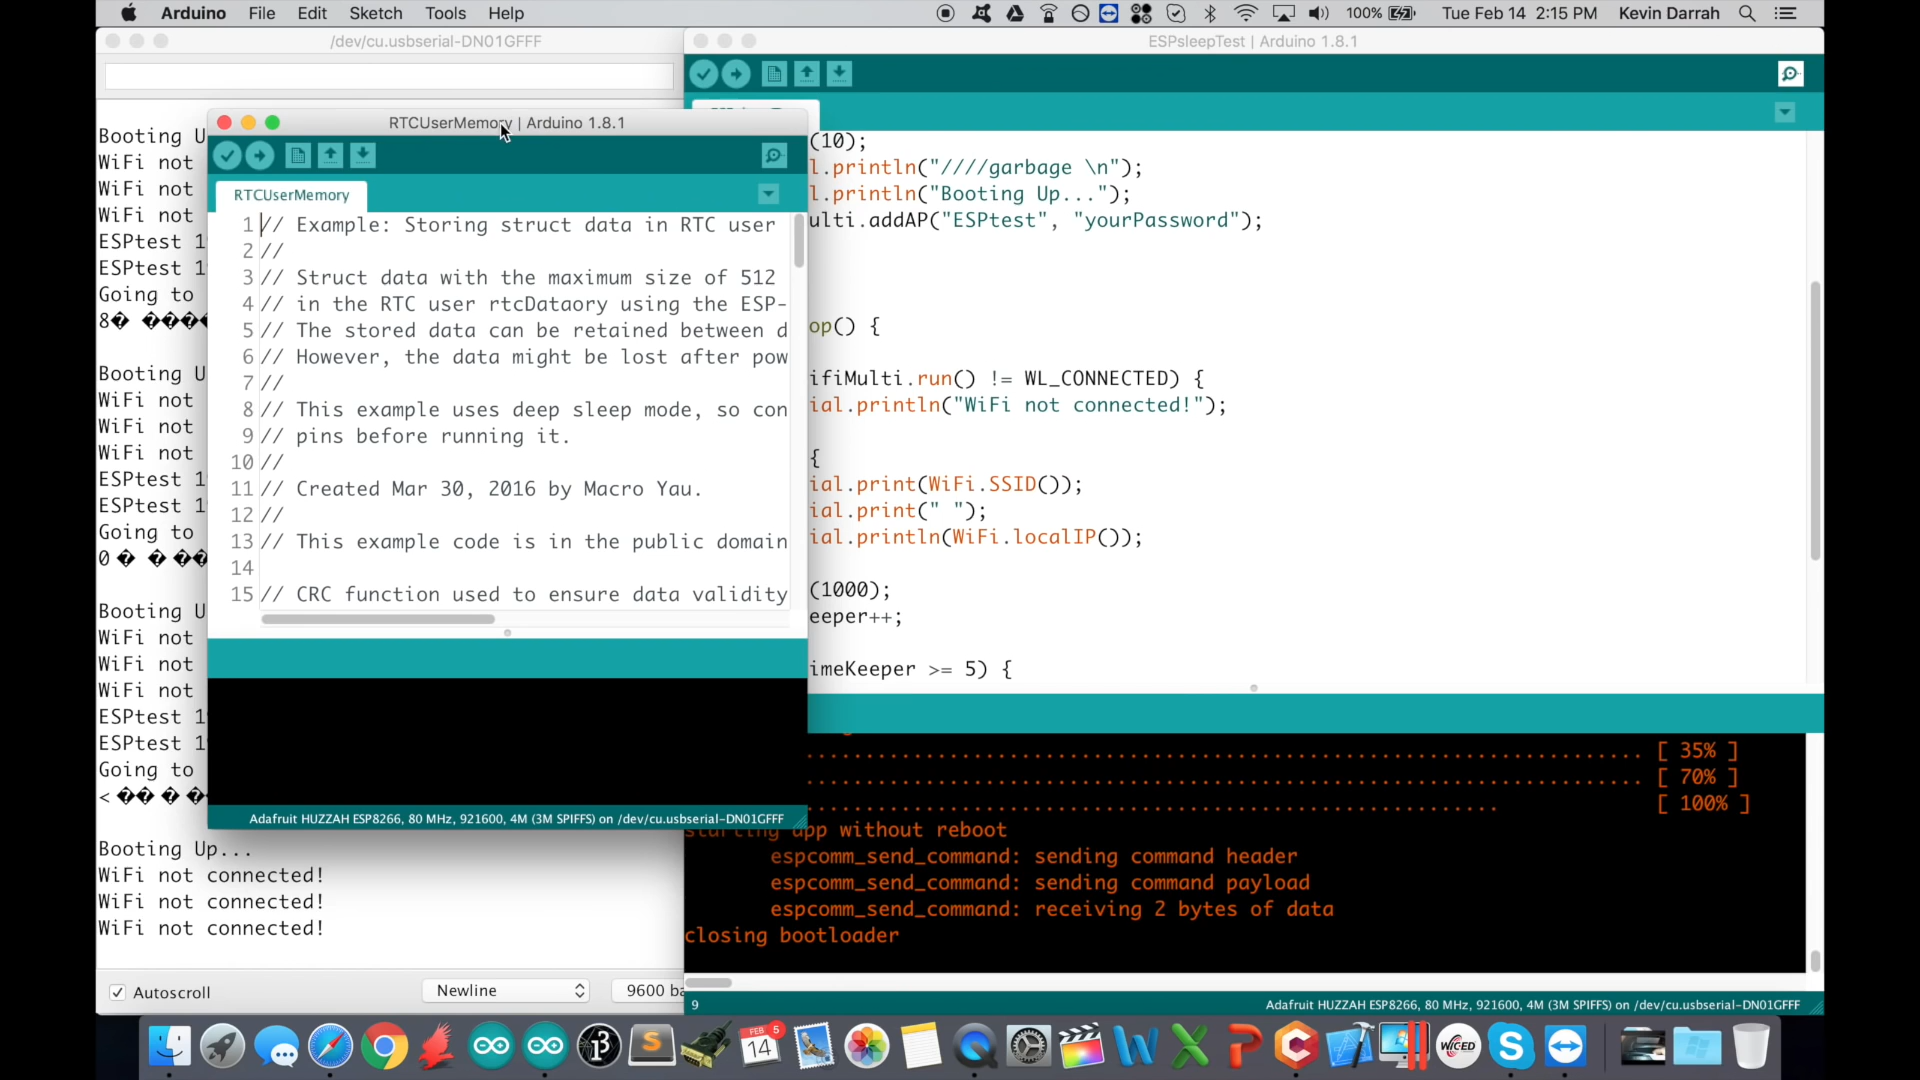 Arduino File Edit Sketch Tools Help
100% Tue Feb 14 2:15 PM Kevin Darrah
/dev/cu.usbserial-DN01GFFF
Booting U
WiFi not
WiFi not
WiFi not
ESPtest 1
ESPtest 1
Going to
8� ����
Booting U
WiFi not
WiFi not
WiFi not
ESPtest 1
ESPtest 1
Going to
0� � ��
Booting U
WiFi not
WiFi not
WiFi not
ESPtest 1
ESPtest 1
Going to
<�� � �
Booting Up...
WiFi not connected!
WiFi not connected!
WiFi not connected!
Autoscroll
Newline
9600 ba
RTCUserMemory | Arduino 1.8.1
RTCUserMemory
1 // Example: Storing struct data in RTC user
2 //
3 // Struct data with the maximum size of 512
4 // in the RTC user rtcDataory using the ESP-
5 // The stored data can be retained between d
6 // However, the data might be lost after pow
7 //
8 // This example uses deep sleep mode, so con
9 // pins before running it.
10 //
11 // Created Mar 30, 2016 by Macro Yau.
12 //
13 // This example code is in the public domain
14
15 // CRC function used to ensure data validity
Adafruit HUZZAH ESP8266, 80 MHz, 921600, 4M (3M SPIFFS) on /dev/cu.usbserial-DN01GFFF
ESPsleepTest | Arduino 1.8.1
(10);
l.println("////garbage \n");
l.println("Booting Up...");
ulti.addAP("ESPtest", "yourPassword");
op() {
ifiMulti.run() != WL_CONNECTED) {
ial.println("WiFi not connected!");
{
ial.print(WiFi.SSID());
ial.print(" ");
ial.println(WiFi.localIP());
(1000);
eeper++;
imeKeeper >= 5) {
[ 35% ]
[ 70% ]
[ 100% ]
starting app without reboot
espcomm_send_command: sending command header
espcomm_send_command: sending command payload
espcomm_send_command: receiving 2 bytes of data
closing bootloader
9
Adafruit HUZZAH ESP8266, 80 MHz, 921600, 4M (3M SPIFFS) on /dev/cu.usbserial-DN01GFFF
FEB 5
14
WICED